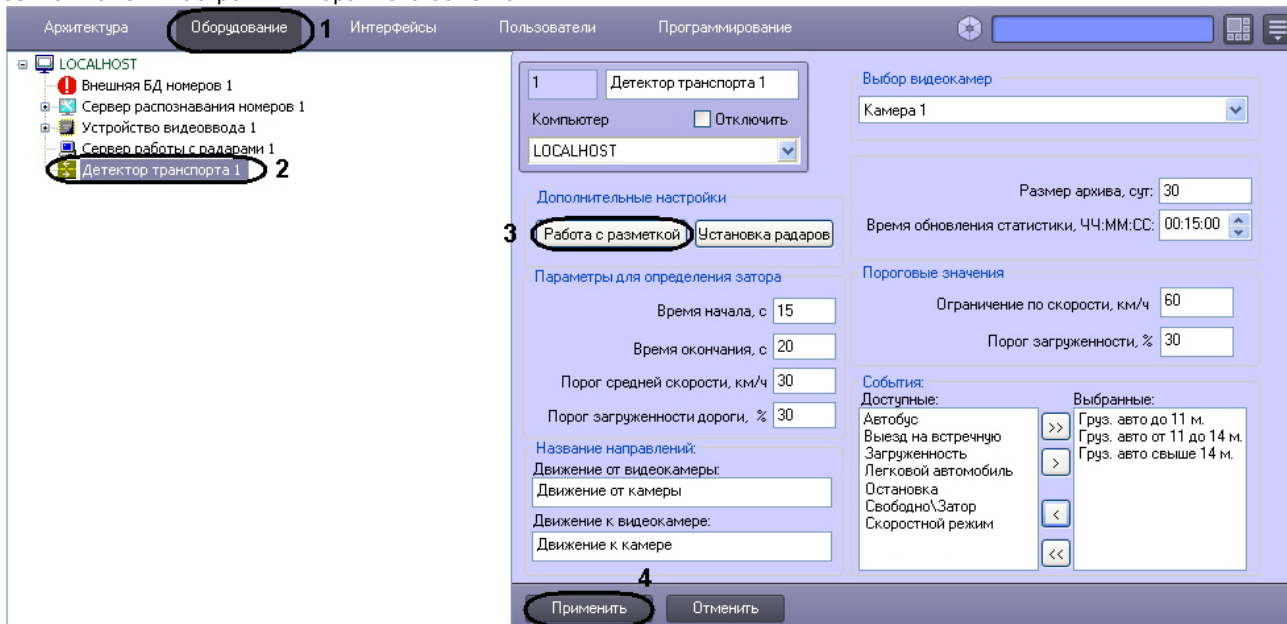 Архитектура Оборудование 1 Интерфейсы Пользователи Программирование
LOCALHOST
Внешняя БД номеров 1
Сервер распознавания номеров 1
Устройство видеоввода 1
Сервер работы с радарами 1
Детектор транспорта 1 2
1 Детектор транспорта 1
Компьютер Отключить
LOCALHOST
Дополнительные настройки
3 Работа с разметкой Установка радаров
Параметры для определения затора
Время начала, с 15
Время окончания, с 20
Порог средней скорости, км/ч 30
Порог загруженности дороги, % 30
Название направлений:
Движение от видеокамеры:
Движение от камеры
Движение к видеокамере:
Движение к камере
Выбор видеокамер
Камера 1
Размер архива, сут: 30
Время обновления статистики, ЧЧ:ММ:СС: 00:15:00
Пороговые значения
Ограничение по скорости, км/ч 60
Порог загруженности, % 30
События:
Доступные:
Автобус
Выезд на встречную
Загруженность
Легковой автомобиль
Остановка
Свободно\Затор
Скоростной режим
>>
>
<
<<
Выбранные:
Груз. авто до 11 м.
Груз. авто от 11 до 14 м.
Груз. авто свыше 14 м.
4
Применить Отменить